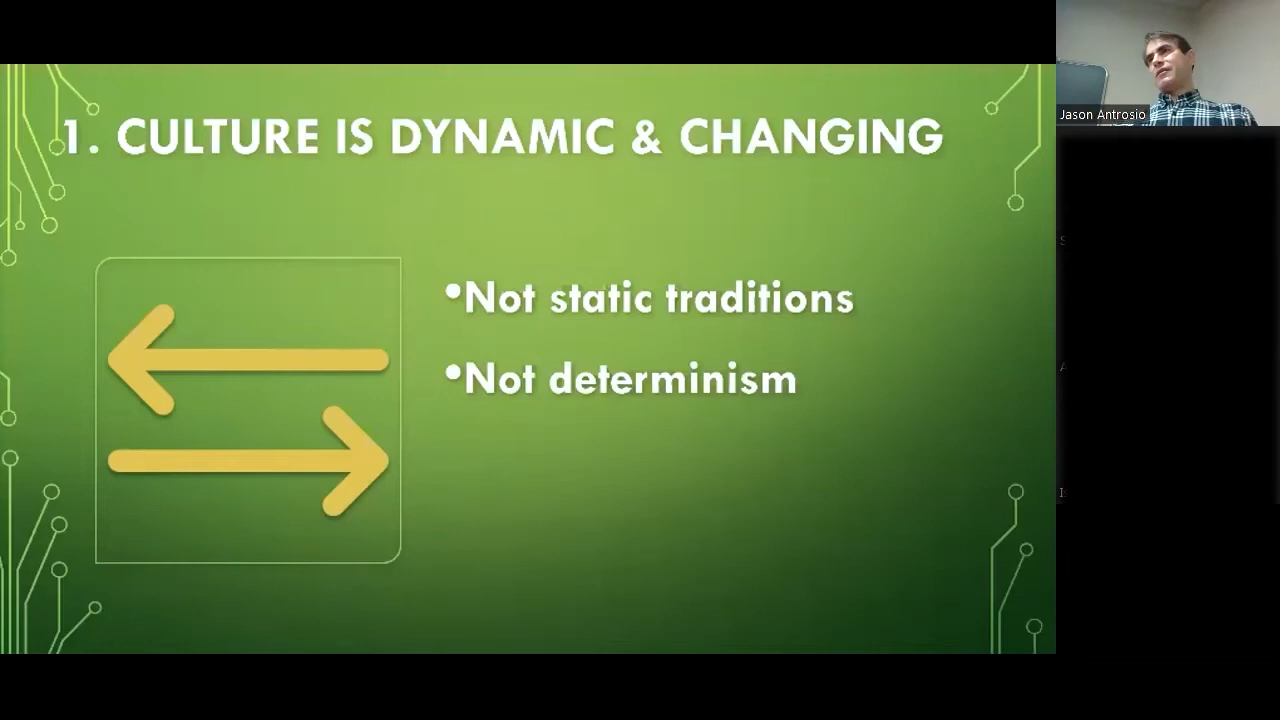 1. CULTURE IS DYNAMIC & CHANGING
•Not static traditions
•Not determinism
Jason Antrosio